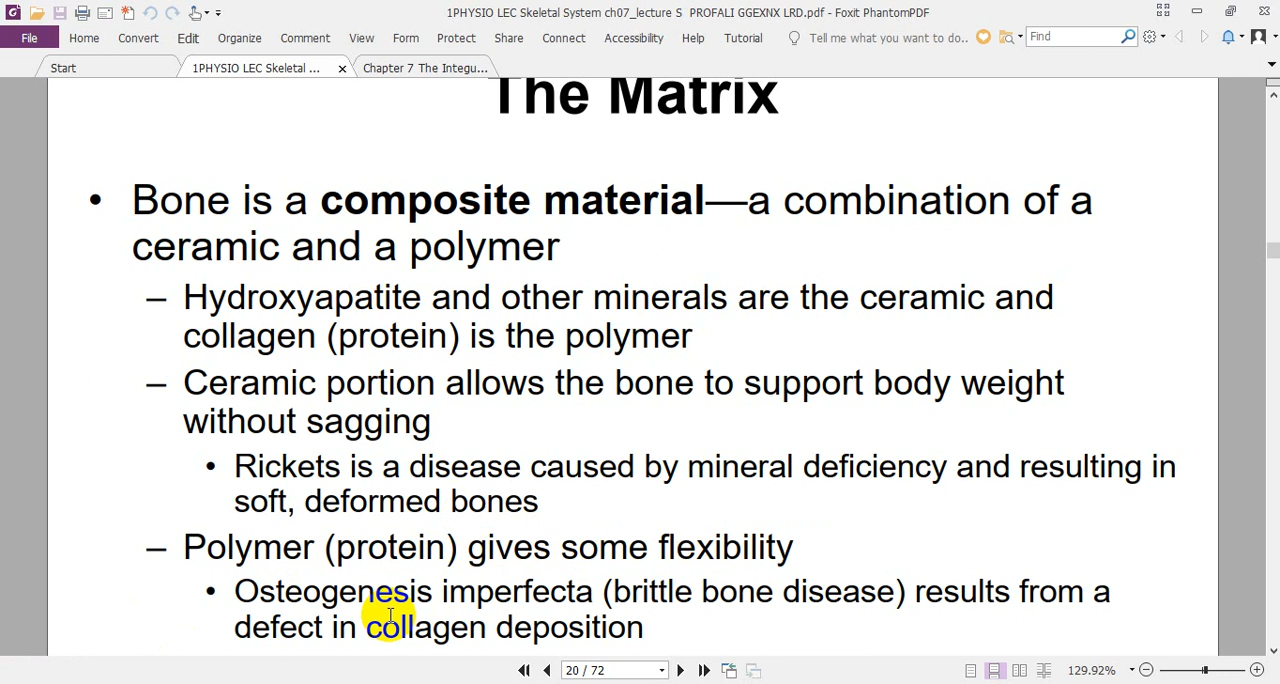 1PHYSIO LEC Skeletal System ch07_lecture S PROFALI GGEXNX LRD.pdf - Foxit PhantomPDF
File Home Convert Edit Organize Comment View Form Protect Share Connect Accessibility Help Tutorial Tell me what you want to do.. Find
Start 1PHYSIO LEC Skeletal ... Chapter 7 The Integu...
The Matrix
• Bone is a composite material—a combination of a
ceramic and a polymer
– Hydroxyapatite and other minerals are the ceramic and
collagen (protein) is the polymer
– Ceramic portion allows the bone to support body weight
without sagging
• Rickets is a disease caused by mineral deficiency and resulting in
soft, deformed bones
– Polymer (protein) gives some flexibility
• Osteogenesis imperfecta (brittle bone disease) results from a
defect in collagen deposition
20 / 72 129.92%